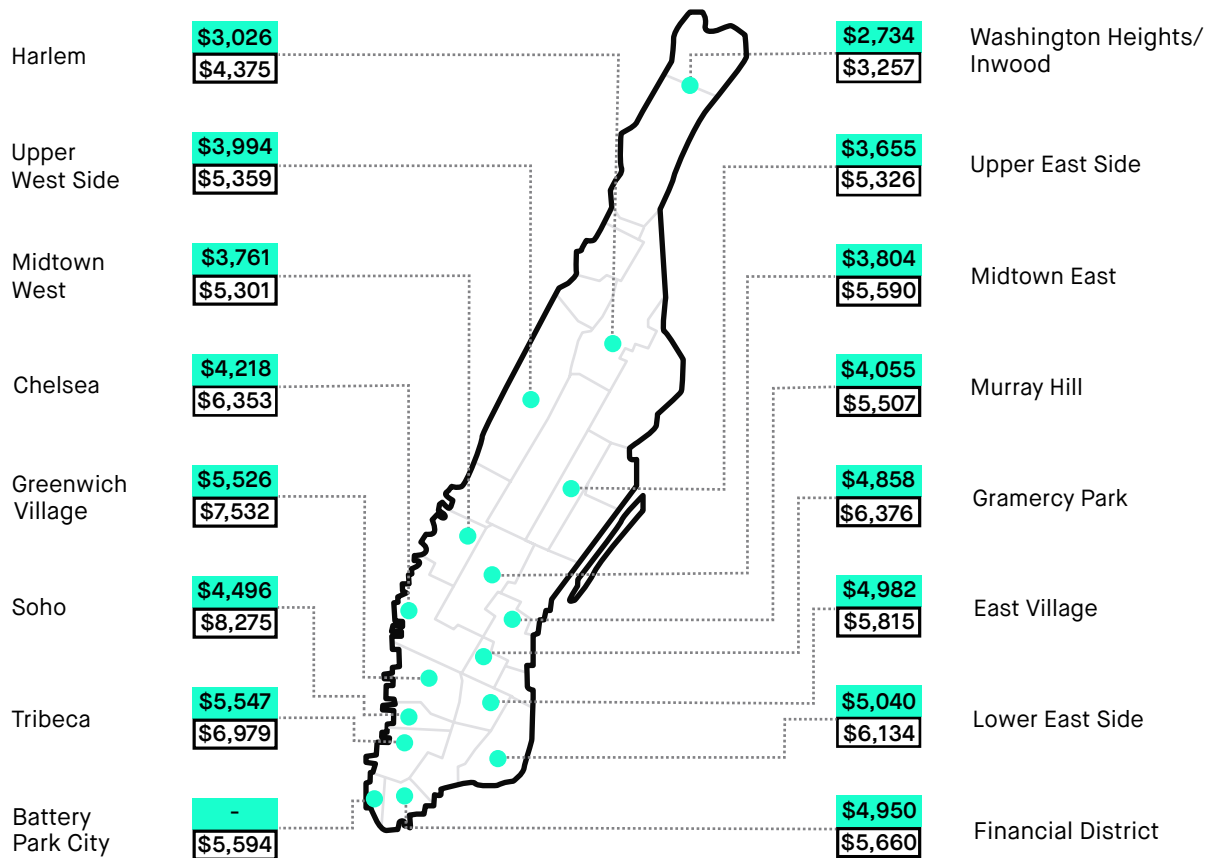 Harlem
$3,026
$4,375
Upper
West Side
$3,994
$5,359
Midtown
West
$3,761
$5,301
Chelsea
$4,218
$6,353
Greenwich
Village
$5,526
$7,532
Soho
$4,496
$8,275
Tribeca
$5,547
$6,979
Battery
Park City
-
$5,594
$2,734
$3,257
Washington Heights/
Inwood
$3,655
$5,326
Upper East Side
$3,804
$5,590
Midtown East
$4,055
$5,507
Murray Hill
$4,858
$6,376
Gramercy Park
$4,982
$5,815
East Village
$5,040
$6,134
Lower East Side
$4,950
$5,660
Financial District